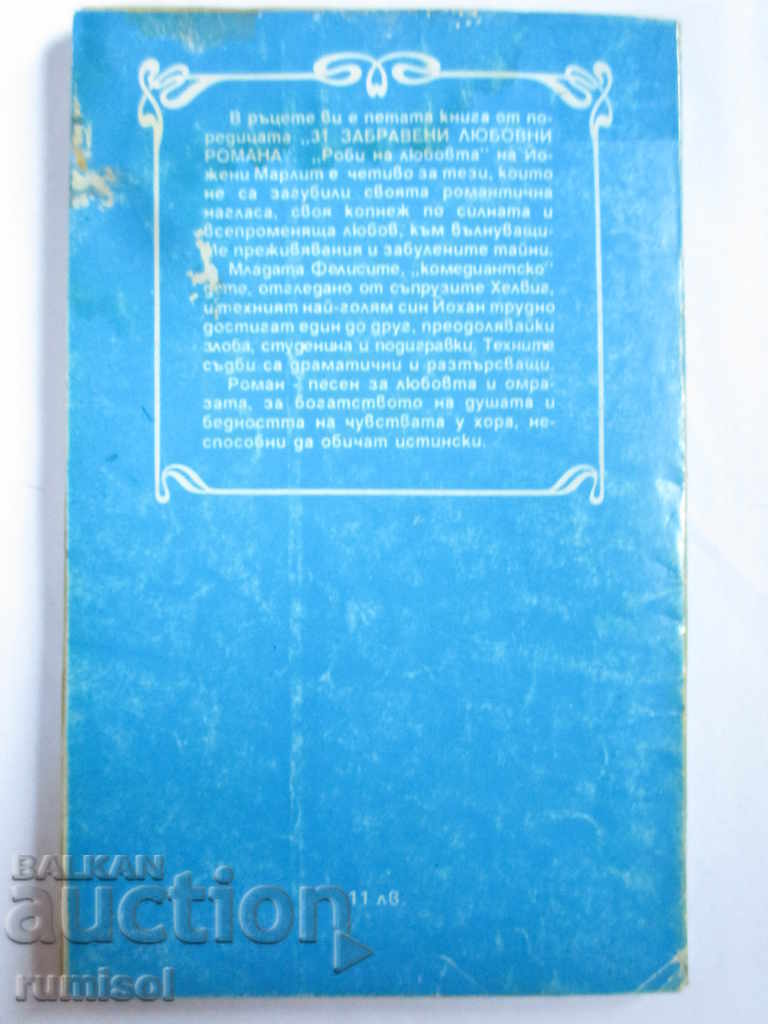 В ръцете ви е петата книга от по-
редицата „31 ЗАБРАВЕНИ ЛЮБОВНИ
РОМАНА“. „Роби на любовта“ на Йо-
жени Марлит е четиво за тези, които
не са загубили своята романтична
нагласа, своя копнеж по силната и
всепроменяща любов, към вълнуващи-
те преживявания и забулените тайни.
Младата Фелисите, „комедиантско“
дете, отгледано от съпрузите Хелвиг,
и техният най-голям син Йохан трудно
достигат един до друг, преодолявайки
злоба, студенина и подигравки. Техните
съдби са драматични и разтърсващи.
Роман - песен за любовта и омра-
зата, за богатството на душата и
бедността на чувствата у хора, не-
способни да обичат истински.
11 лв.
BALKAN
auction
rumisol